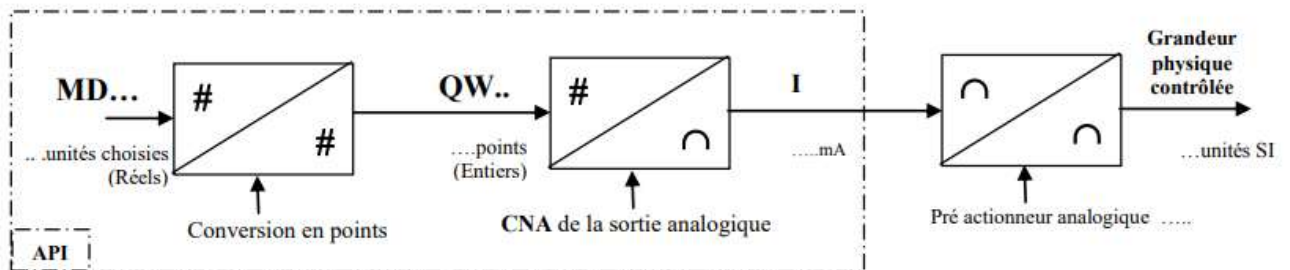 MD…
.. .unités choisies
(Réels)
#
#
Conversion en points
QW..
….points
(Entiers)
#
∩
CNA de la sortie analogique
I
…..mA
∩
∩
Pré actionneur analogique …..
Grandeur
physique
contrôlée
…unités SI
API